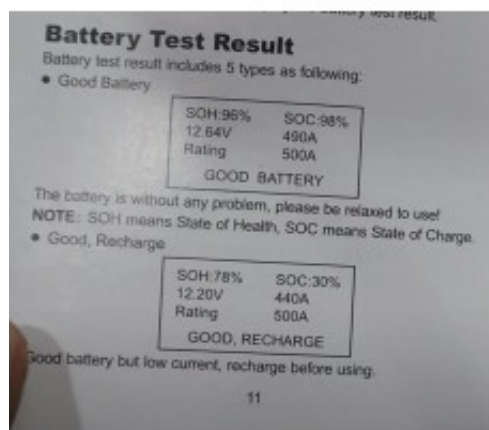 battery test result.
Battery Test Result
Battery test result includes 5 types as following:
● Good Battery
SOH:96% SOC:98%
12.64V 490A
Rating 500A
GOOD BATTERY
The battery is without any problem, please be relaxed to use!
NOTE: SOH means State of Health, SOC means State of Charge.
● Good, Recharge
SOH:78% SOC:30%
12.20V 440A
Rating 500A
GOOD, RECHARGE
Good battery but low current, recharge before using.
11